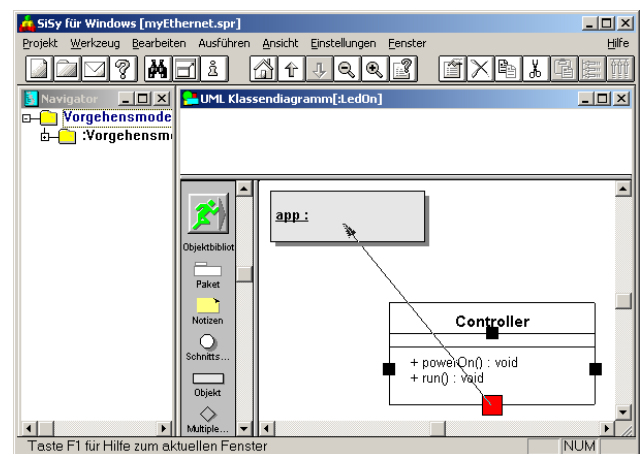 SiSy für Windows [myEthernet.spr]
Projekt Werkzeug Bearbeiten Ausführen Ansicht Einstellungen Fenster Hilfe
Navigator
UML Klassendiagramm[:LedOn]
Vorgehensmode
:Vorgehensm
app :
Objektbibliot
Paket
Notizen
Controller
Schnitts...
+ powerOn() : void
+ run() : void
Objekt
Multiple...
Taste F1 für Hilfe zum aktuellen Fenster
NUM